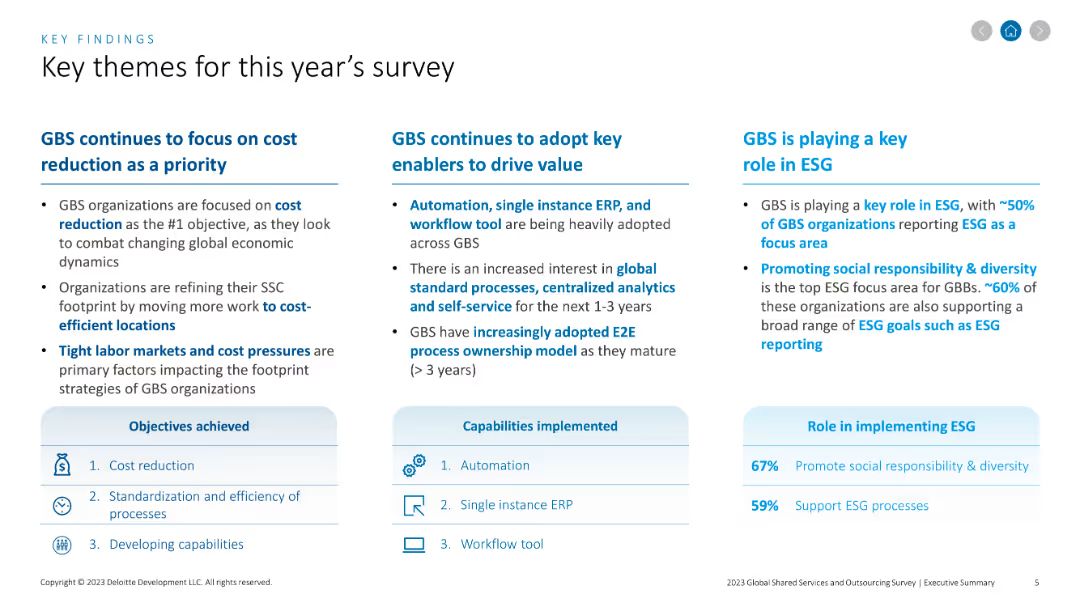 KEY FINDINGS
Key themes for this year's survey
GBS continues to focus on cost
reduction as a priority
• GBS organizations are focused on cost
reduction as the #1 objective, as they look
to combat changing global economic
dynamics
• Organizations are refining their SSC
footprint by moving more work to cost-
efficient locations
• Tight labor markets and cost pressures are
primary factors impacting the footprint
strategies of GBS organizations
Objectives achieved
1. Cost reduction
2. Standardization and efficiency of
processes
3. Developing capabilities
GBS continues to adopt key
enablers to drive value
• Automation, single instance ERP, and
workflow tool are being heavily adopted
across GBS
• There is an increased interest in global
standard processes, centralized analytics
and self-service for the next 1-3 years
• GBS have increasingly adopted E2E
process ownership model as they mature
(> 3 years)
Capabilities implemented
1. Automation
2. Single instance ERP
3. Workflow tool
GBS is playing a key
role in ESG
• GBS is playing a key role in ESG, with ~50%
of GBS organizations reporting ESG as a
focus area
• Promoting social responsibility & diversity
is the top ESG focus area for GBBs. ~60% of
these organizations are also supporting a
broad range of ESG goals such as ESG
reporting
Role in implementing ESG
67% Promote social responsibility & diversity
59% Support ESG processes
Copyright © 2023 Deloitte Development LLC. All rights reserved.
2023 Global Shared Services and Outsourcing Survey | Executive Summary
5